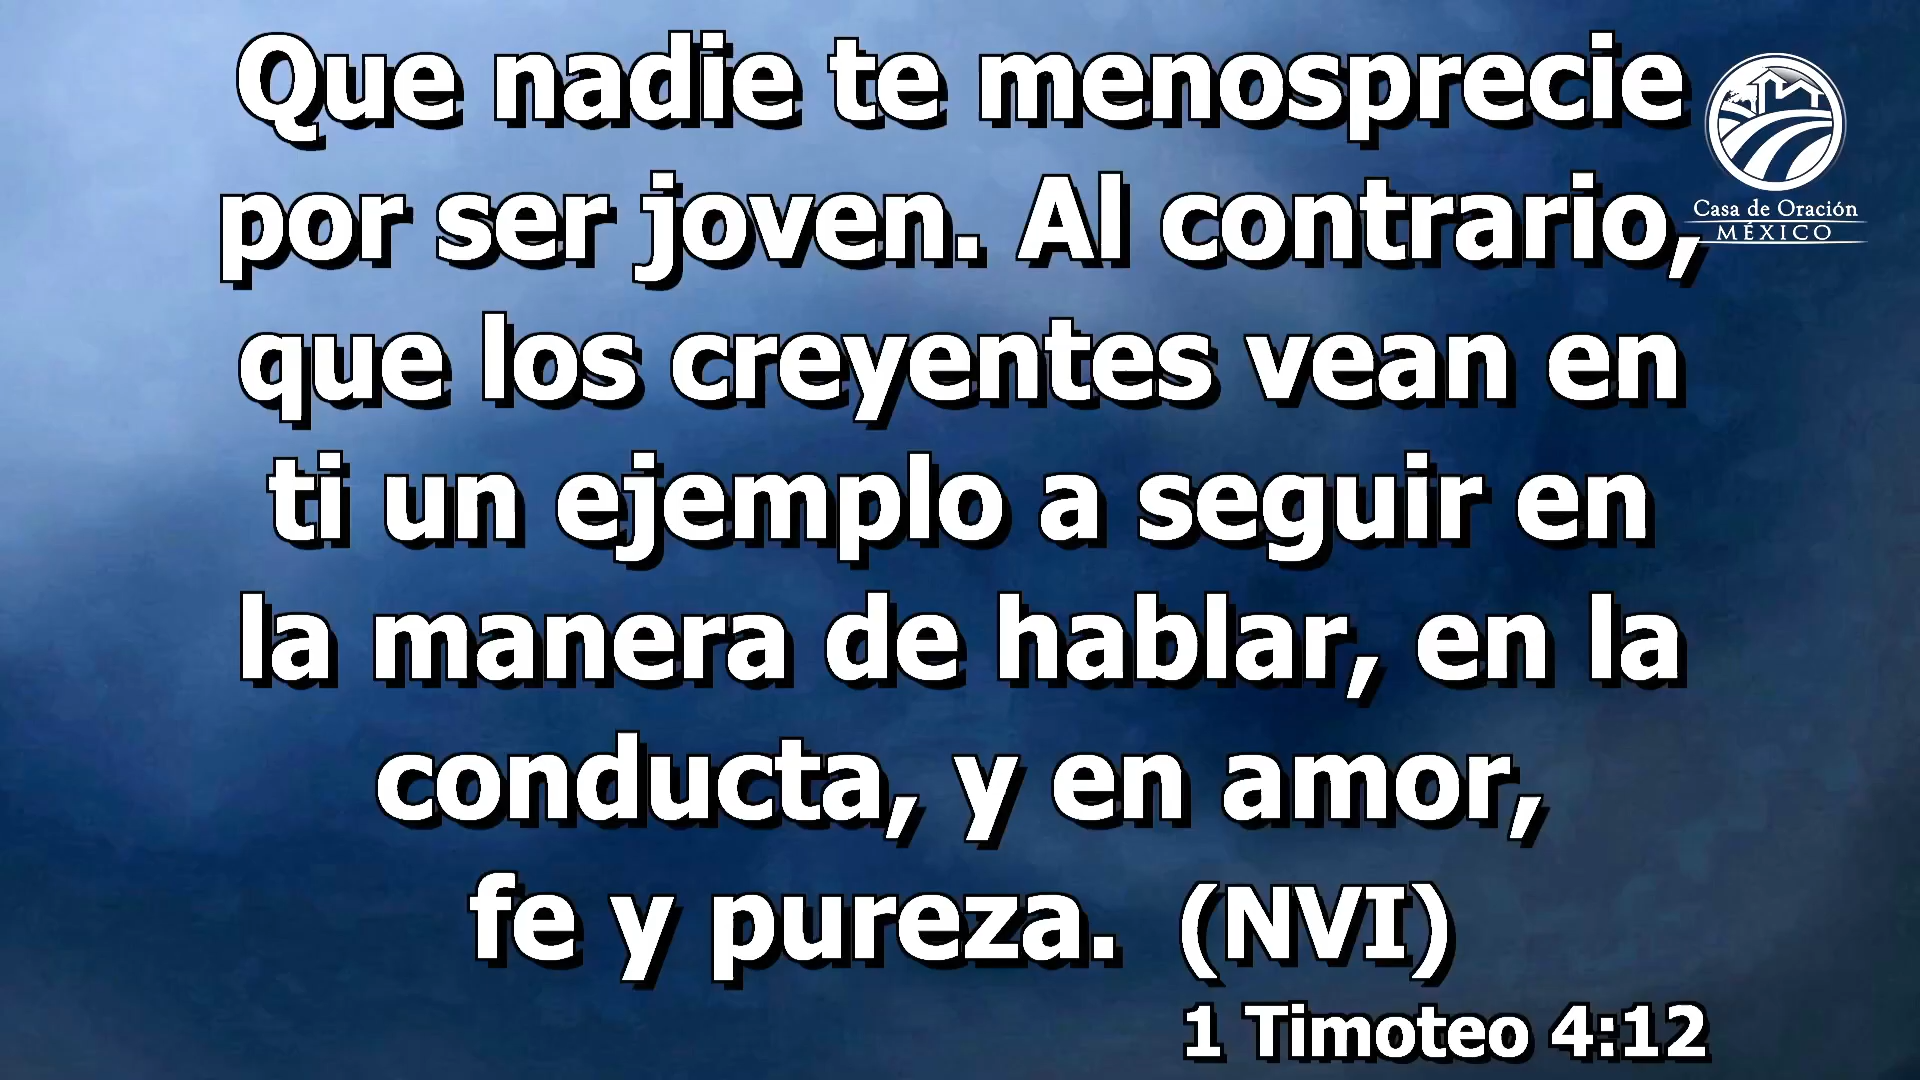 Que nadie te menosprecie
por ser joven. Al contrario,
que los creyentes vean en
ti un ejemplo a seguir en
la manera de hablar, en la
conducta, y en amor,
fe y pureza.  (NVI)
1 Timoteo 4:12
Casa de Oración
MÉXICO